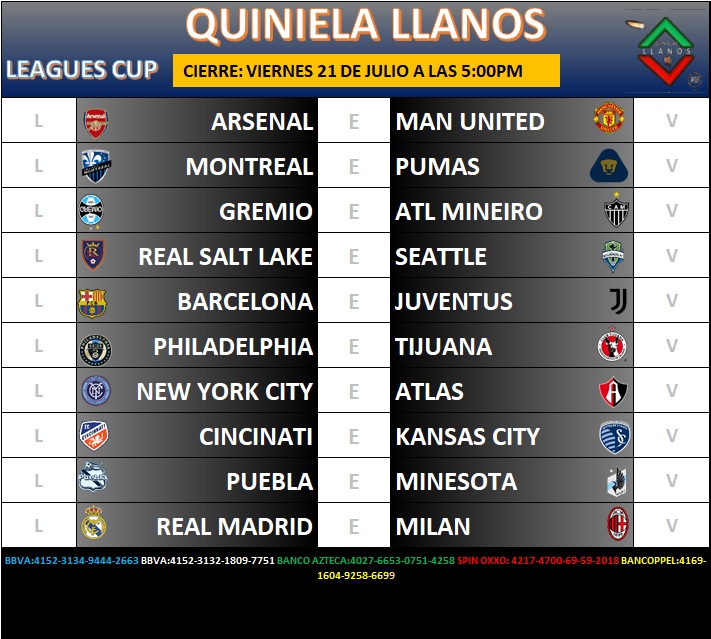 QUINIELA LLANOS
LLANOS
LEAGUES CUP
CIERRE: VIERNES 21 DE JULIO A LAS 5:00PM
L ARSENAL E MAN UNITED V
L MONTREAL E PUMAS V
L GREMIO E ATL MINEIRO V
L REAL SALT LAKE E SEATTLE V
L BARCELONA E JUVENTUS V
L PHILADELPHIA E TIJUANA V
L NEW YORK CITY E ATLAS V
L CINCINATI E KANSAS CITY V
L PUEBLA E MINESOTA V
L REAL MADRID E MILAN V
BBVA:4152-3134-9444-2663 BBVA:4152-3132-1809-7751 BANCO AZTECA:4027-6653-0751-4258 SPIN OXXO: 4217-4700-69-59-2018 BANCOPPEL:4169-
1604-9258-6699